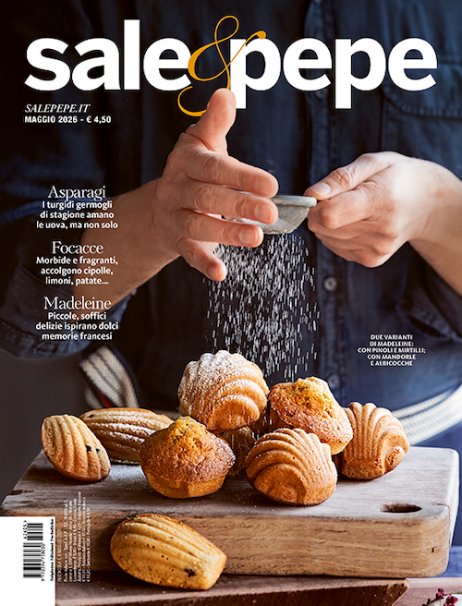 sale&pepe
SALEPEPE.IT
MAGGIO 2026 - € 4,50
Asparagi
I turgidi germogli
di stagione amano
le uova, ma non solo
Focacce
Morbide e fragranti,
accolgono cipolle,
limoni, patate...
Madeleine
Piccole, soffici
delizie ispirano dolci
memorie francesi
DUE VARIANTI
DI MADELEINE:
CON PINOLI E MIRTILLI;
CON MANDORLE
E ALBICOCCHE